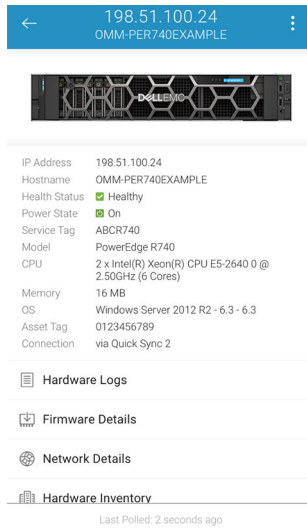 198.51.100.24
OMM-PER740EXAMPLE
DELLEMC
IP Address 198.51.100.24
Hostname OMM-PER740EXAMPLE
Health Status Healthy
Power State On
Service Tag ABCR740
Model PowerEdge R740
CPU 2 x Intel(R) Xeon(R) CPU E5-2640 0 @
2.50GHz (6 Cores)
Memory 16 MB
OS Windows Server 2012 R2 - 6.3 - 6.3
Asset Tag 0123456789
Connection via Quick Sync 2
Hardware Logs
Firmware Details
Network Details
Hardware Inventory
Last Polled: 2 seconds ago